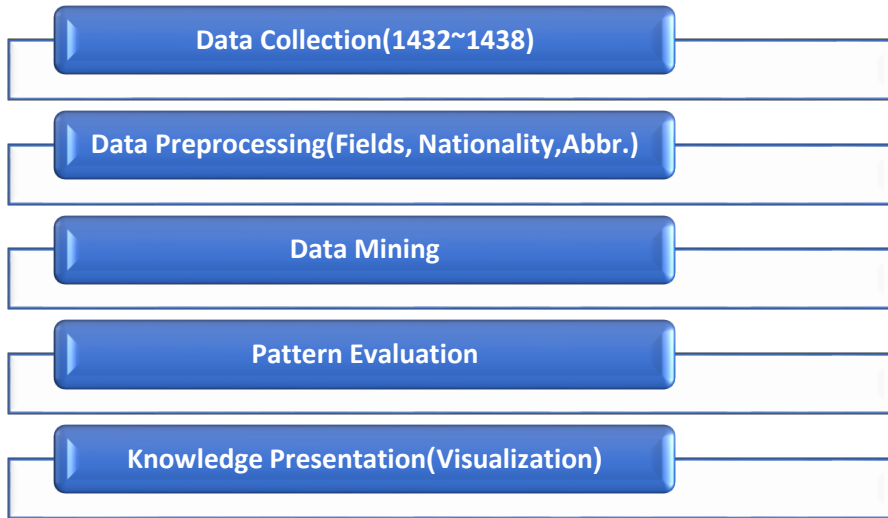 Data Collection(1432~1438)
Data Preprocessing(Fields, Nationality,Abbr.)
Data Mining
Pattern Evaluation
Knowledge Presentation(Visualization)